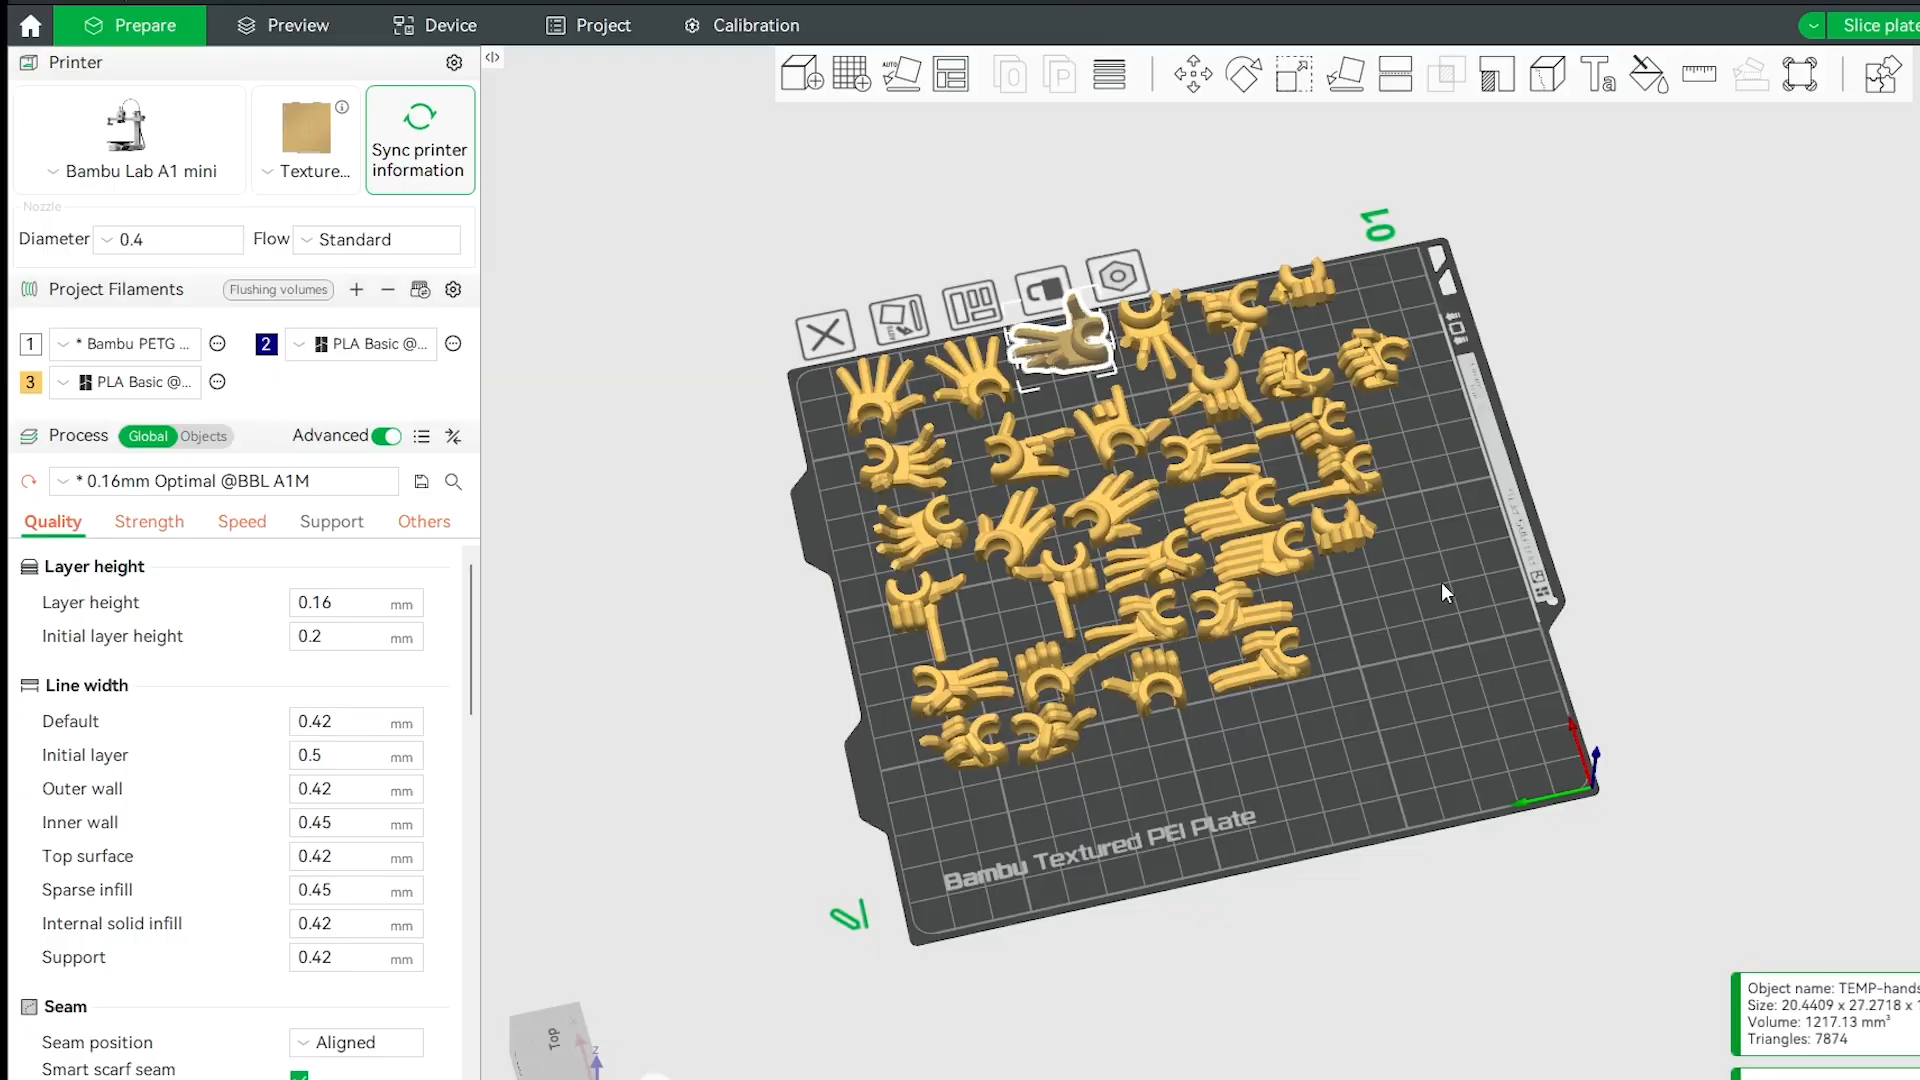 Prepare
Preview
Device
Project
Calibration
Slice plate
Printer
Bambu Lab A1 mini
Texture...
Sync printer
information
Nozzle
Diameter
0.4
Flow
Standard
Project Filaments
Flushing volumes
1
* Bambu PETG ...
2
PLA Basic @...
3
PLA Basic @...
Process
Global
Objects
Advanced
* 0.16mm Optimal @BBL A1M
Quality
Strength
Speed
Support
Others
Layer height
Layer height
0.16 mm
Initial layer height
0.2 mm
Line width
Default
0.42 mm
Initial layer
0.5 mm
Outer wall
0.42 mm
Inner wall
0.45 mm
Top surface
0.42 mm
Sparse infill
0.45 mm
Internal solid infill
0.42 mm
Support
0.42 mm
Seam
Seam position
Aligned
Smart scarf seam
AUTO
O
P
Ta
01
Bambu Textured PEI Plate
Top
z
Object name: TEMP-hands
Size: 20.4409 x 27.2718 x
Volume: 1217.13 mm³
Triangles: 7874